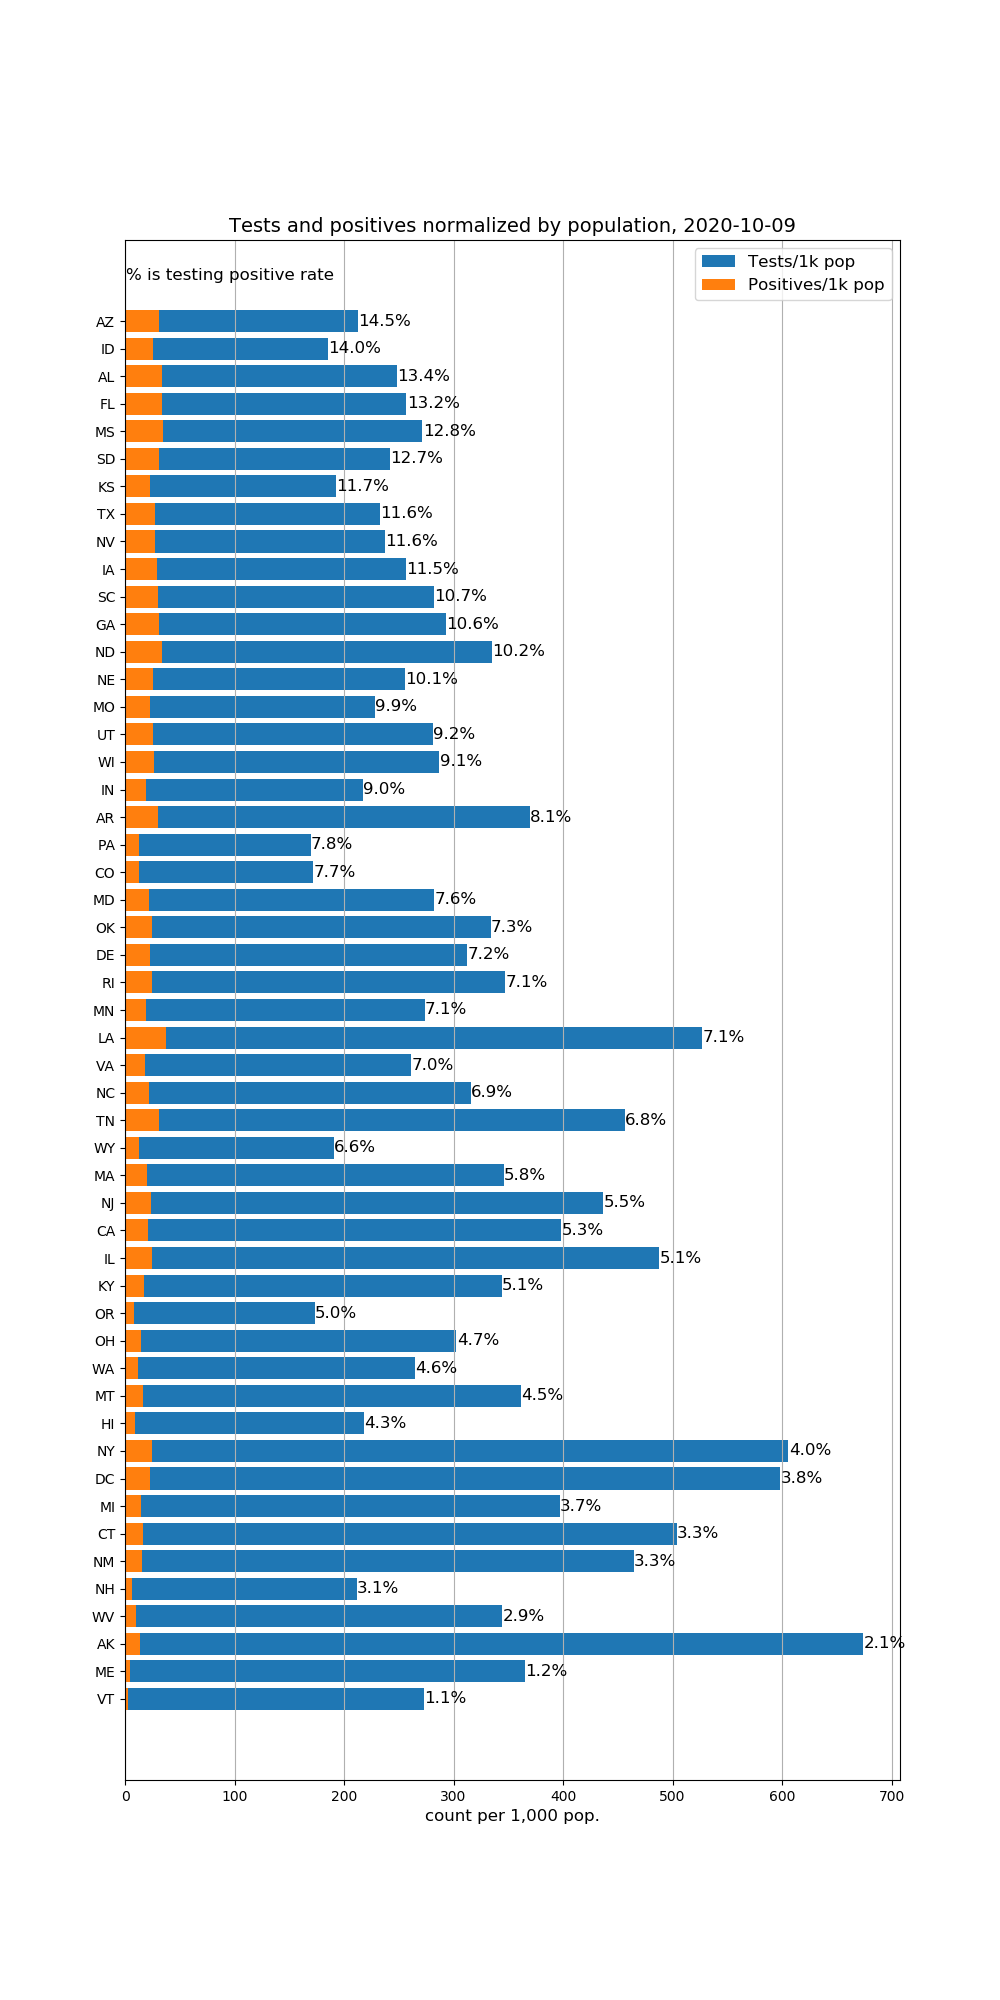 Tests and positives normalized by population, 2020-10-09
% is testing positive rate
Tests/1k pop
Positives/1k pop
AZ 14.5%
ID 14.0%
AL 13.4%
FL 13.2%
MS 12.8%
SD 12.7%
KS 11.7%
TX 11.6%
NV 11.6%
IA 11.5%
SC 10.7%
GA 10.6%
ND 10.2%
NE 10.1%
MO 9.9%
UT 9.2%
WI 9.1%
IN 9.0%
AR 8.1%
PA 7.8%
CO 7.7%
MD 7.6%
OK 7.3%
DE 7.2%
RI 7.1%
MN 7.1%
LA 7.1%
VA 7.0%
NC 6.9%
TN 6.8%
WY 6.6%
MA 5.8%
NJ 5.5%
CA 5.3%
IL 5.1%
KY 5.1%
OR 5.0%
OH 4.7%
WA 4.6%
MT 4.5%
HI 4.3%
NY 4.0%
DC 3.8%
MI 3.7%
CT 3.3%
NM 3.3%
NH 3.1%
WV 2.9%
AK 2.1%
ME 1.2%
VT 1.1%
0 100 200 300 400 500 600 700
count per 1,000 pop.